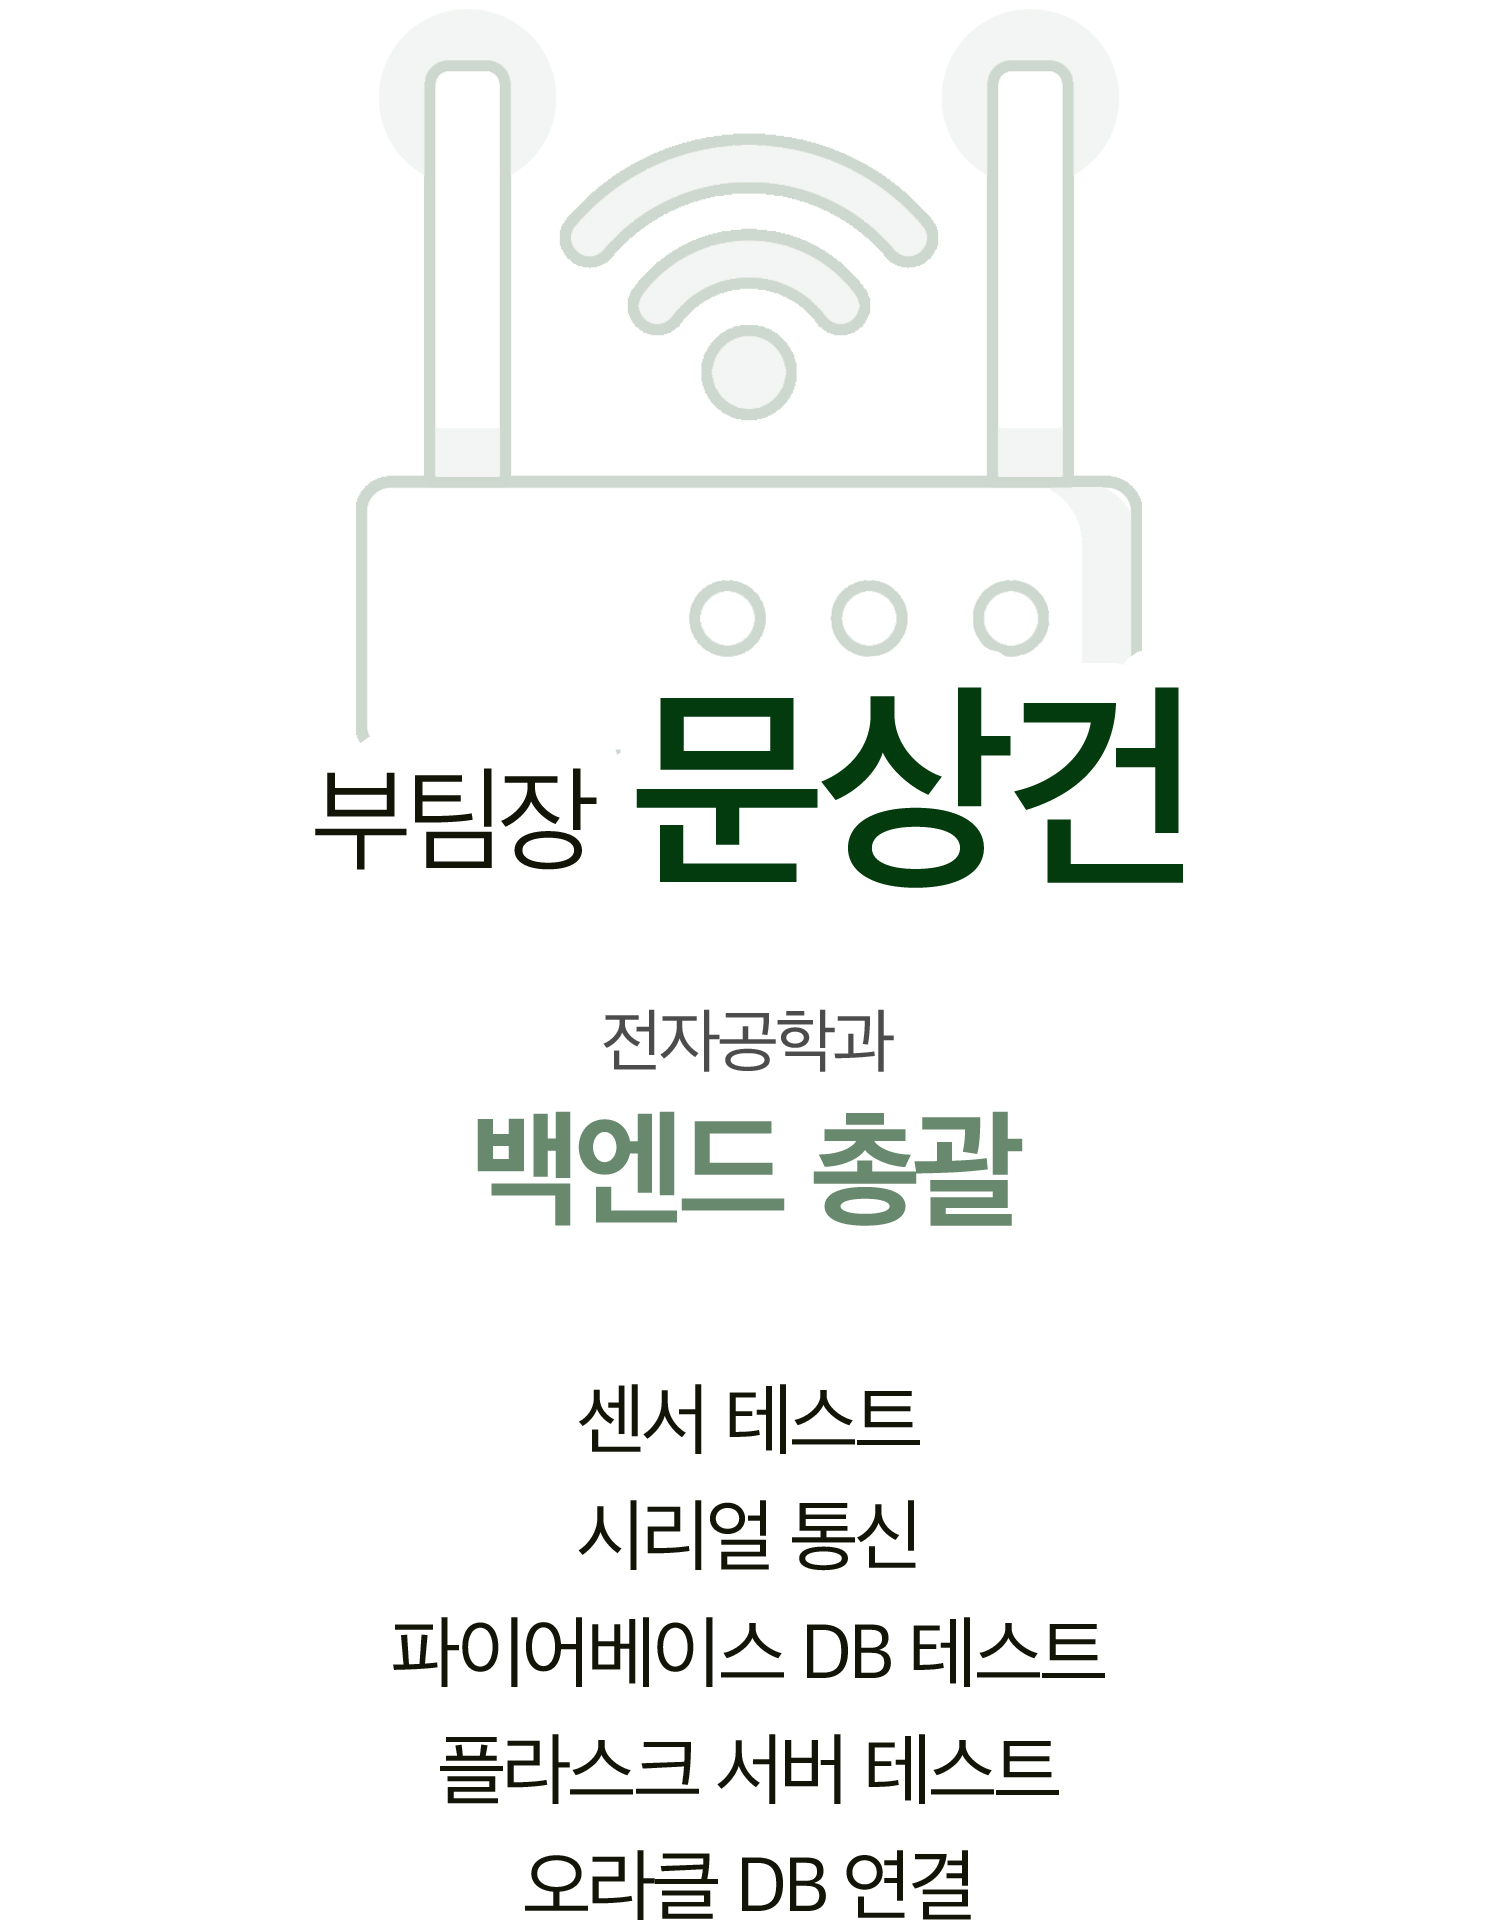 부팀장 문상건
전자공학과
백엔드 총괄
센서 테스트
시리얼 통신
파이어베이스 DB 테스트
플라스크 서버 테스트
오라클 DB 연결